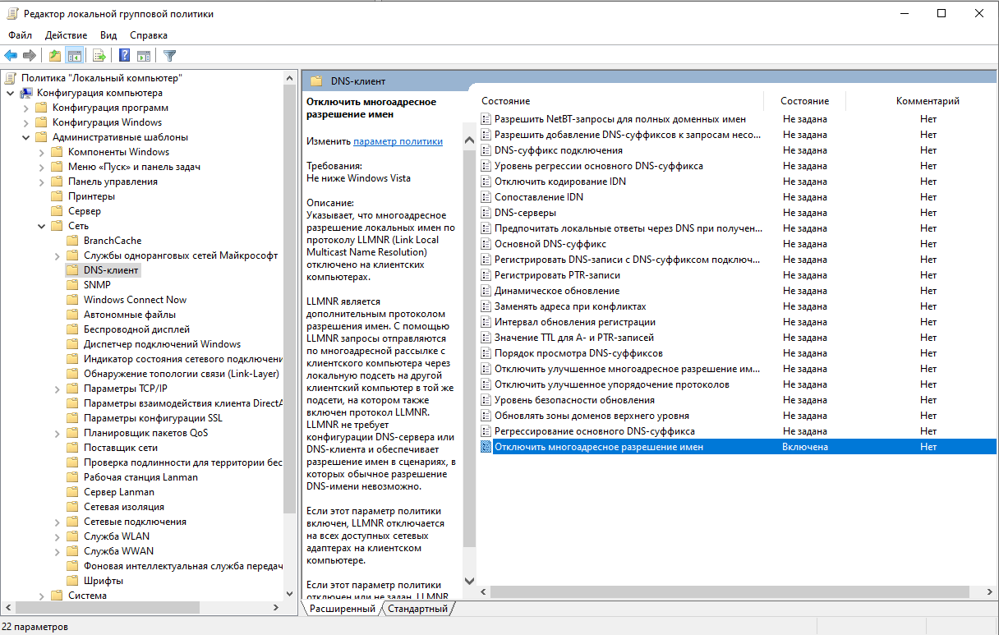 Редактор локальной групповой политики
Файл Действие Вид Справка
Политика "Локальный компьютер"
Конфигурация компьютера
Конфигурация программ
Конфигурация Windows
Административные шаблоны
Компоненты Windows
Меню «Пуск» и панель задач
Панель управления
Принтеры
Сервер
Сеть
BranchCache
Службы одноранговых сетей Майкрософт
DNS-клиент
SNMP
Windows Connect Now
Автономные файлы
Беспроводной дисплей
Диспетчер подключений Windows
Индикатор состояния сетевого подключени
Обнаружение топологии связи (Link-Layer)
Параметры TCP/IP
Параметры взаимодействия клиента DirectA
Параметры конфигурации SSL
Планировщик пакетов QoS
Поставщик сети
Проверка подлинности для территории бес
Рабочая станция Lanman
Сервер Lanman
Сетевая изоляция
Сетевые подключения
Служба WLAN
Служба WWAN
Фоновая интеллектуальная служба передач
Шрифты
Система
DNS-клиент
Отключить многоадресное
разрешение имен
Изменить параметр политики
Требования:
Не ниже Windows Vista
Описание:
Указывает, что многоадресное
разрешение локальных имен по
протоколу LLMNR (Link Local
Multicast Name Resolution)
отключено на клиентских
компьютерах.
LLMNR является
дополнительным протоколом
разрешения имен. С помощью
LLMNR запросы отправляются
по многоадресной рассылке с
клиентского компьютера через
локальную подсеть на другой
клиентский компьютер в той же
подсети, на котором также
включен протокол LLMNR.
LLMNR не требует
конфигурации DNS-сервера или
DNS-клиента и обеспечивает
разрешение имен в сценариях, в
которых обычное разрешение
DNS-имени невозможно.
Если этот параметр политики
включен, LLMNR отключается
на всех доступных сетевых
адаптерах на клиентском
компьютере.
Если этот параметр политики
отключен или не задан, LLMNR
Состояние Состояние Комментарий
Разрешить NetBT-запросы для полных доменных имен Не задана Нет
Разрешить добавление DNS-суффиксов к запросам несо... Не задана Нет
DNS-суффикс подключения Не задана Нет
Уровень регрессии основного DNS-суффикса Не задана Нет
Отключить кодирование IDN Не задана Нет
Сопоставление IDN Не задана Нет
DNS-серверы Не задана Нет
Предпочитать локальные ответы через DNS при получен... Не задана Нет
Основной DNS-суффикс Не задана Нет
Регистрировать DNS-записи с DNS-суффиксом подключ... Не задана Нет
Регистрировать PTR-записи Не задана Нет
Динамическое обновление Не задана Нет
Заменять адреса при конфликтах Не задана Нет
Интервал обновления регистрации Не задана Нет
Значение TTL для A- и PTR-записей Не задана Нет
Порядок просмотра DNS-суффиксов Не задана Нет
Отключить улучшенное многоадресное разрешение им... Не задана Нет
Отключить улучшенное упорядочение протоколов Не задана Нет
Уровень безопасности обновления Не задана Нет
Обновлять зоны доменов верхнего уровня Не задана Нет
Регрессирование основного DNS-суффикса Не задана Нет
Отключить многоадресное разрешение имен Включена Нет
Расширенный Стандартный
22 параметров